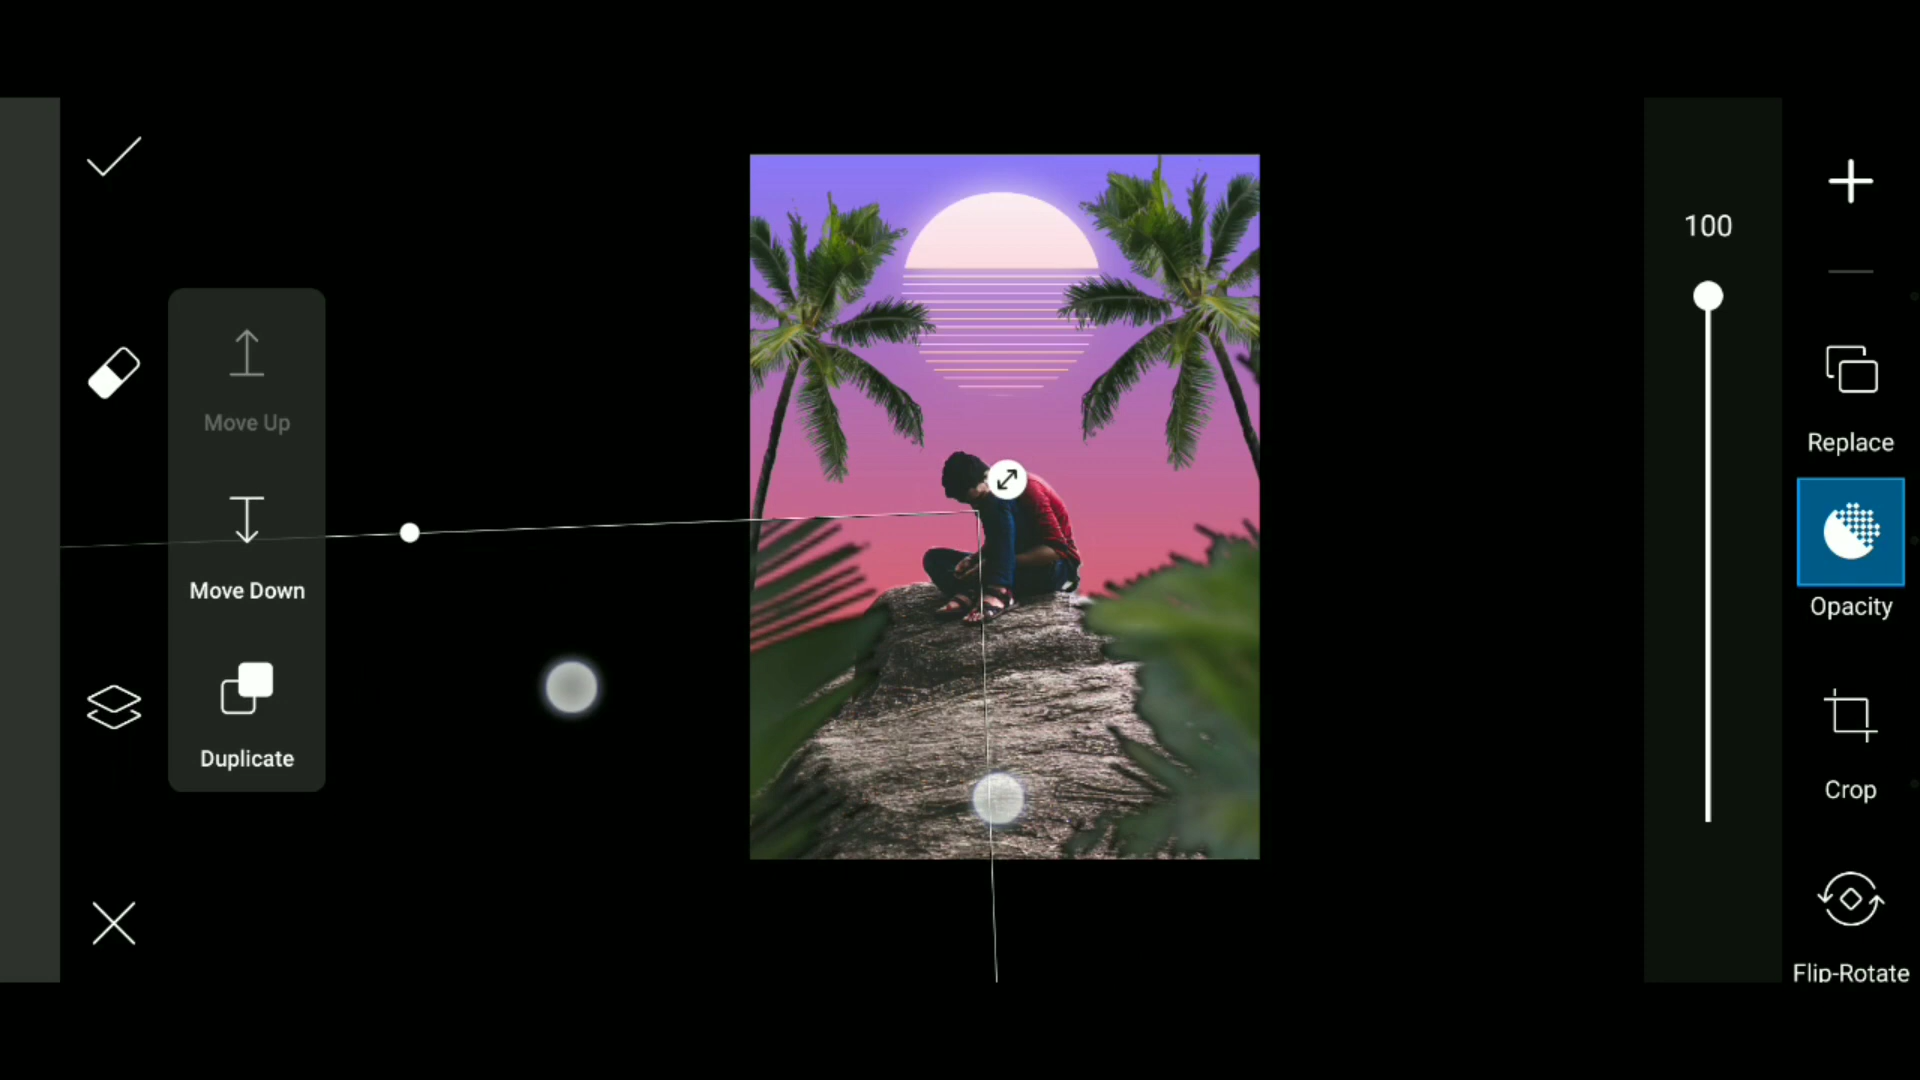 Move Up
Move Down
Duplicate
100
Replace
Opacity
Crop
Flip-Rotate